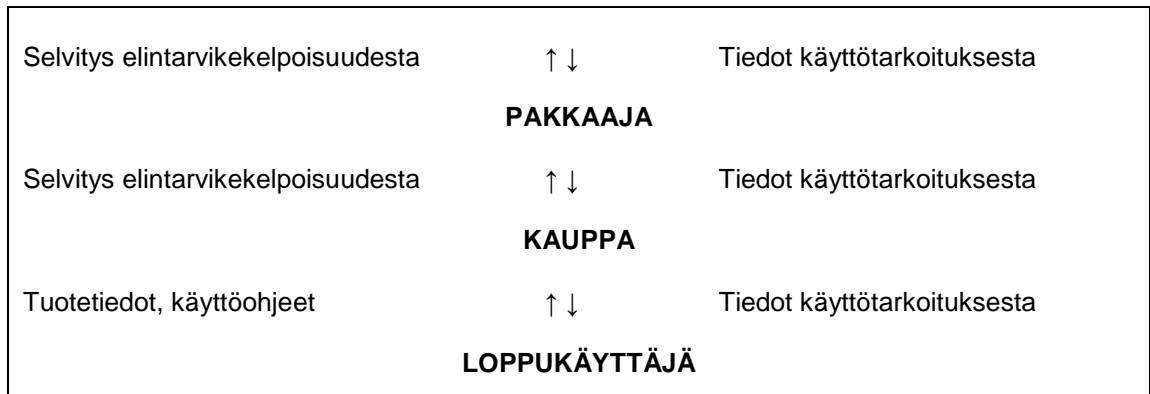 Selvitys elintarvikekelpoisuudesta ↑↓ Tiedot käyttötarkoituksesta
PAKKAAJA
Selvitys elintarvikekelpoisuudesta ↑↓ Tiedot käyttötarkoituksesta
KAUPPA
Tuotetiedot, käyttöohjeet ↑↓ Tiedot käyttötarkoituksesta
LOPPUKÄYTTÄJÄ